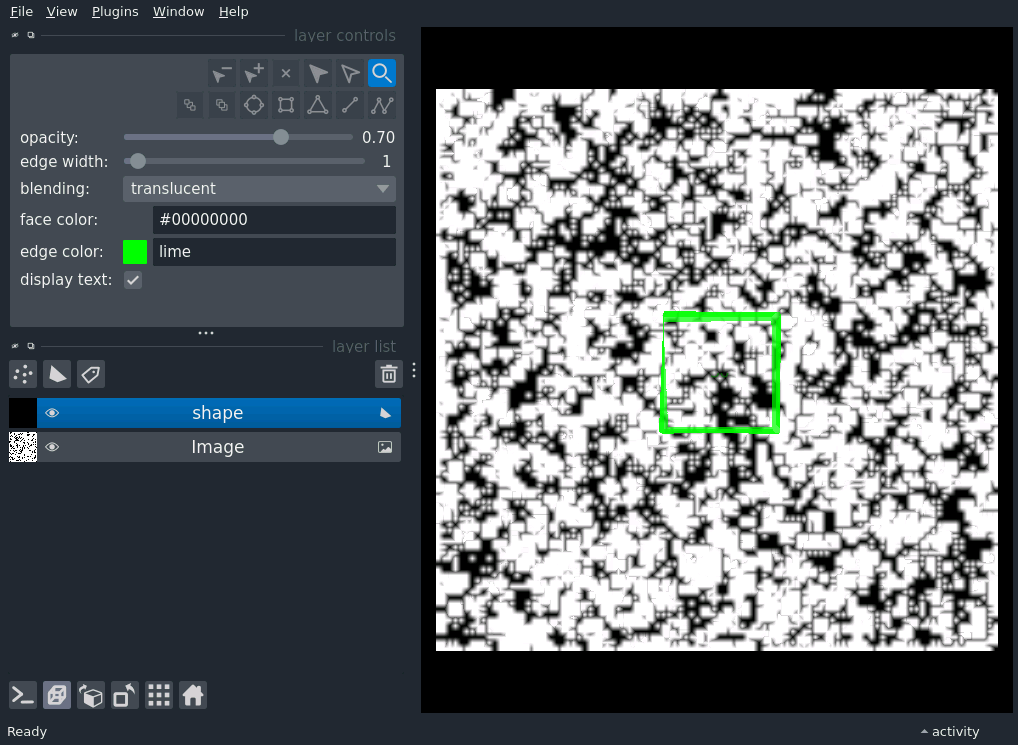 File View Plugins Window Help
layer controls
opacity: 0.70
edge width: 1
blending: translucent
face color: #00000000
edge color: lime
display text:
layer list
shape
Image
Ready
activity